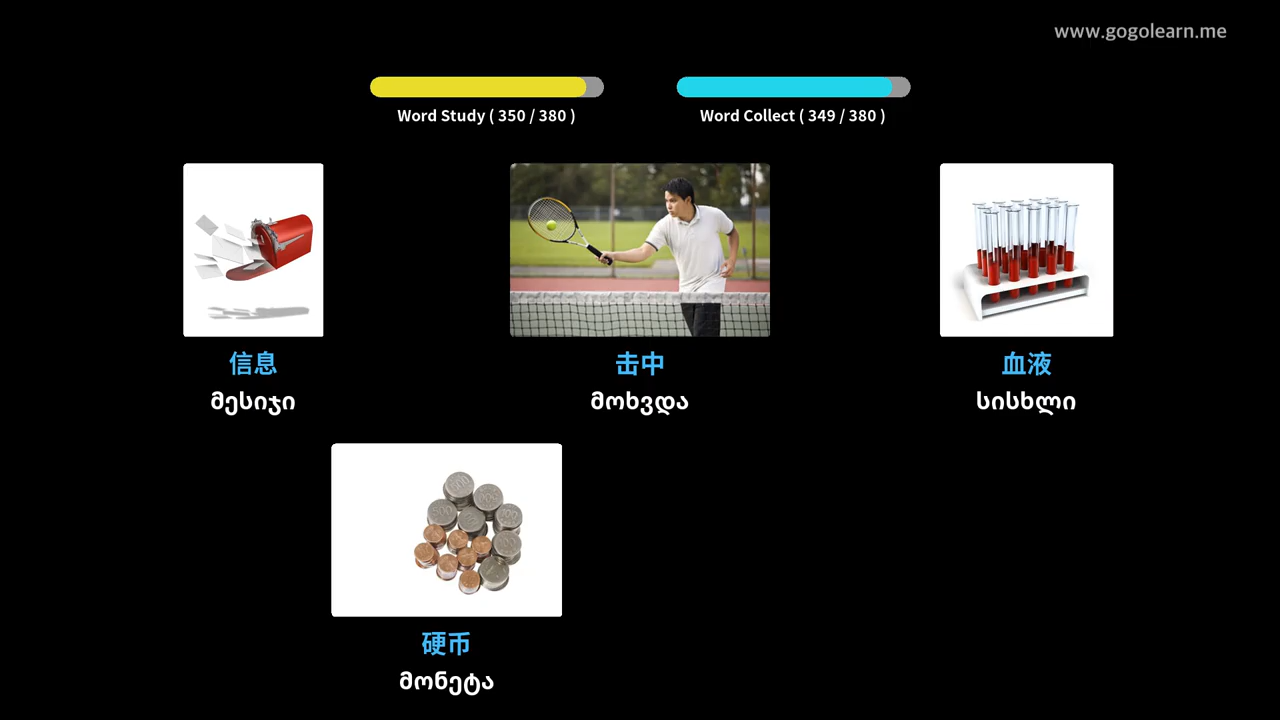 www.gogolearn.me
Word Study ( 350 / 380 )
Word Collect ( 349 / 380 )
信息
მესიჯი
击中
მოხვდა
血液
სისხლი
硬币
მონეტა